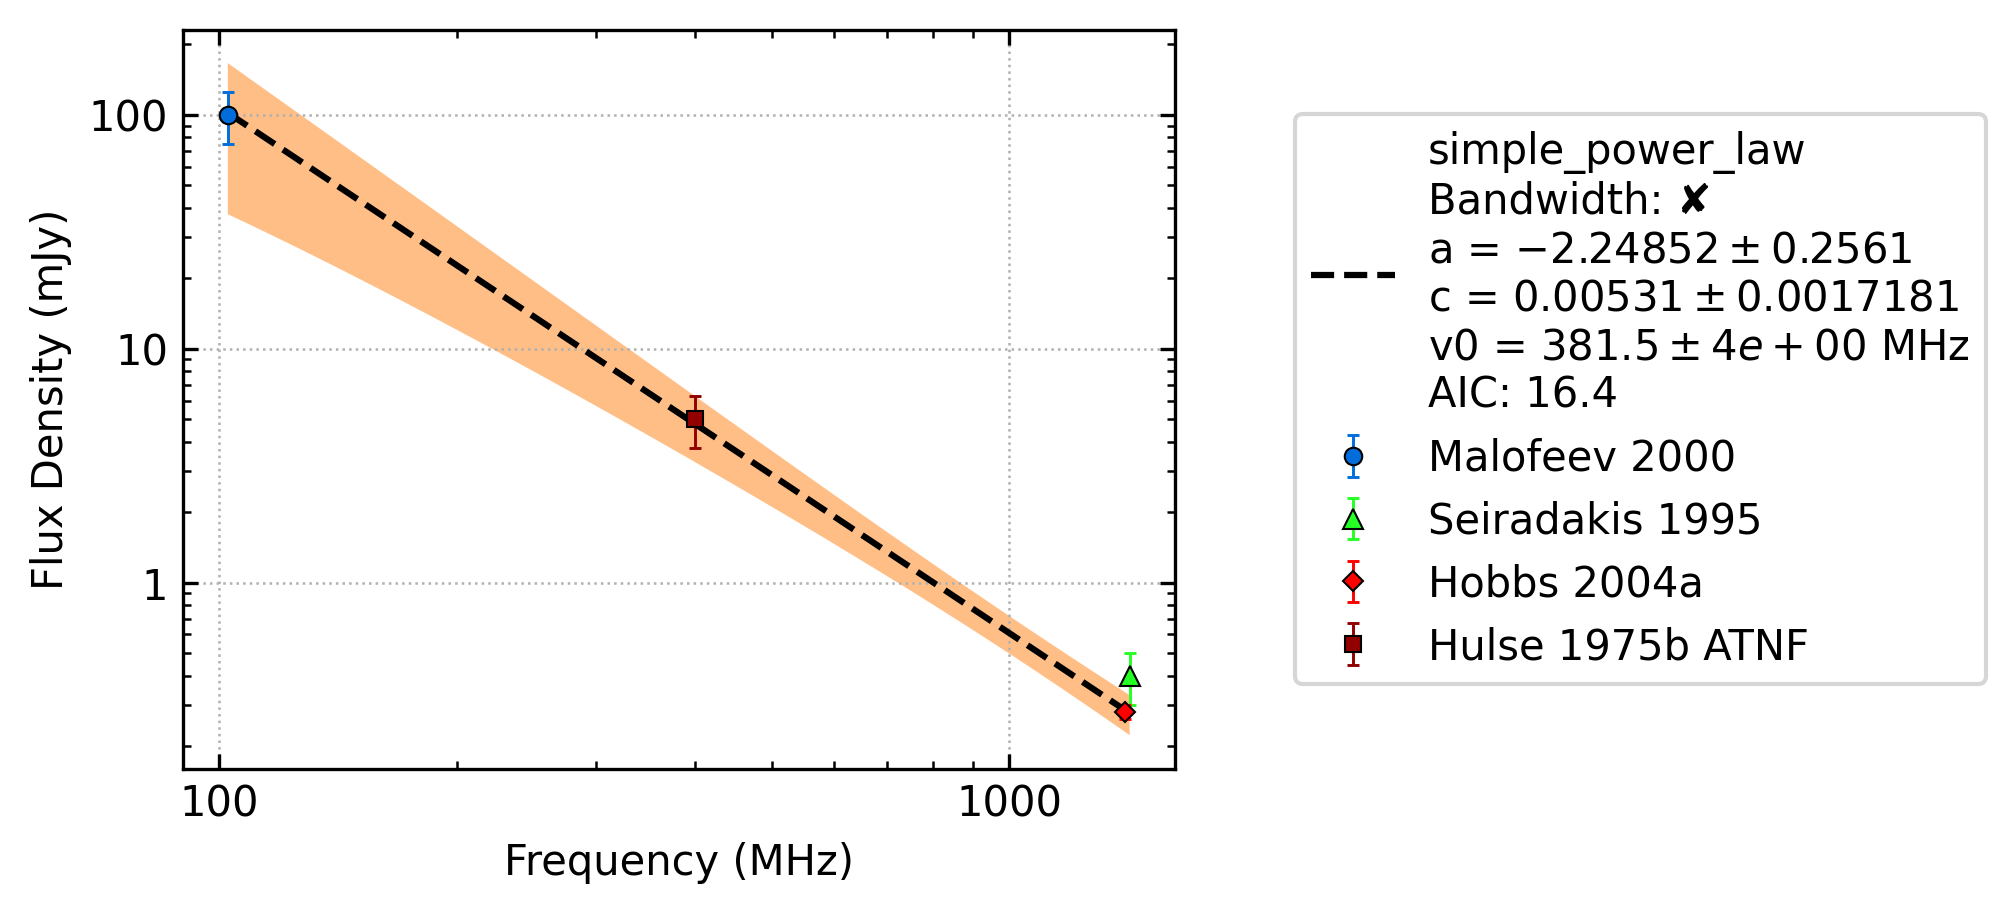 100
10
1
Flux Density (mJy)
100
1000
Frequency (MHz)
simple_power_law
Bandwidth: ✘
a = −2.24852 ± 0.2561
c = 0.00531 ± 0.0017181
v0 = 381.5 ± 4e + 00 MHz
AIC: 16.4
Malofeev 2000
Seiradakis 1995
Hobbs 2004a
Hulse 1975b ATNF